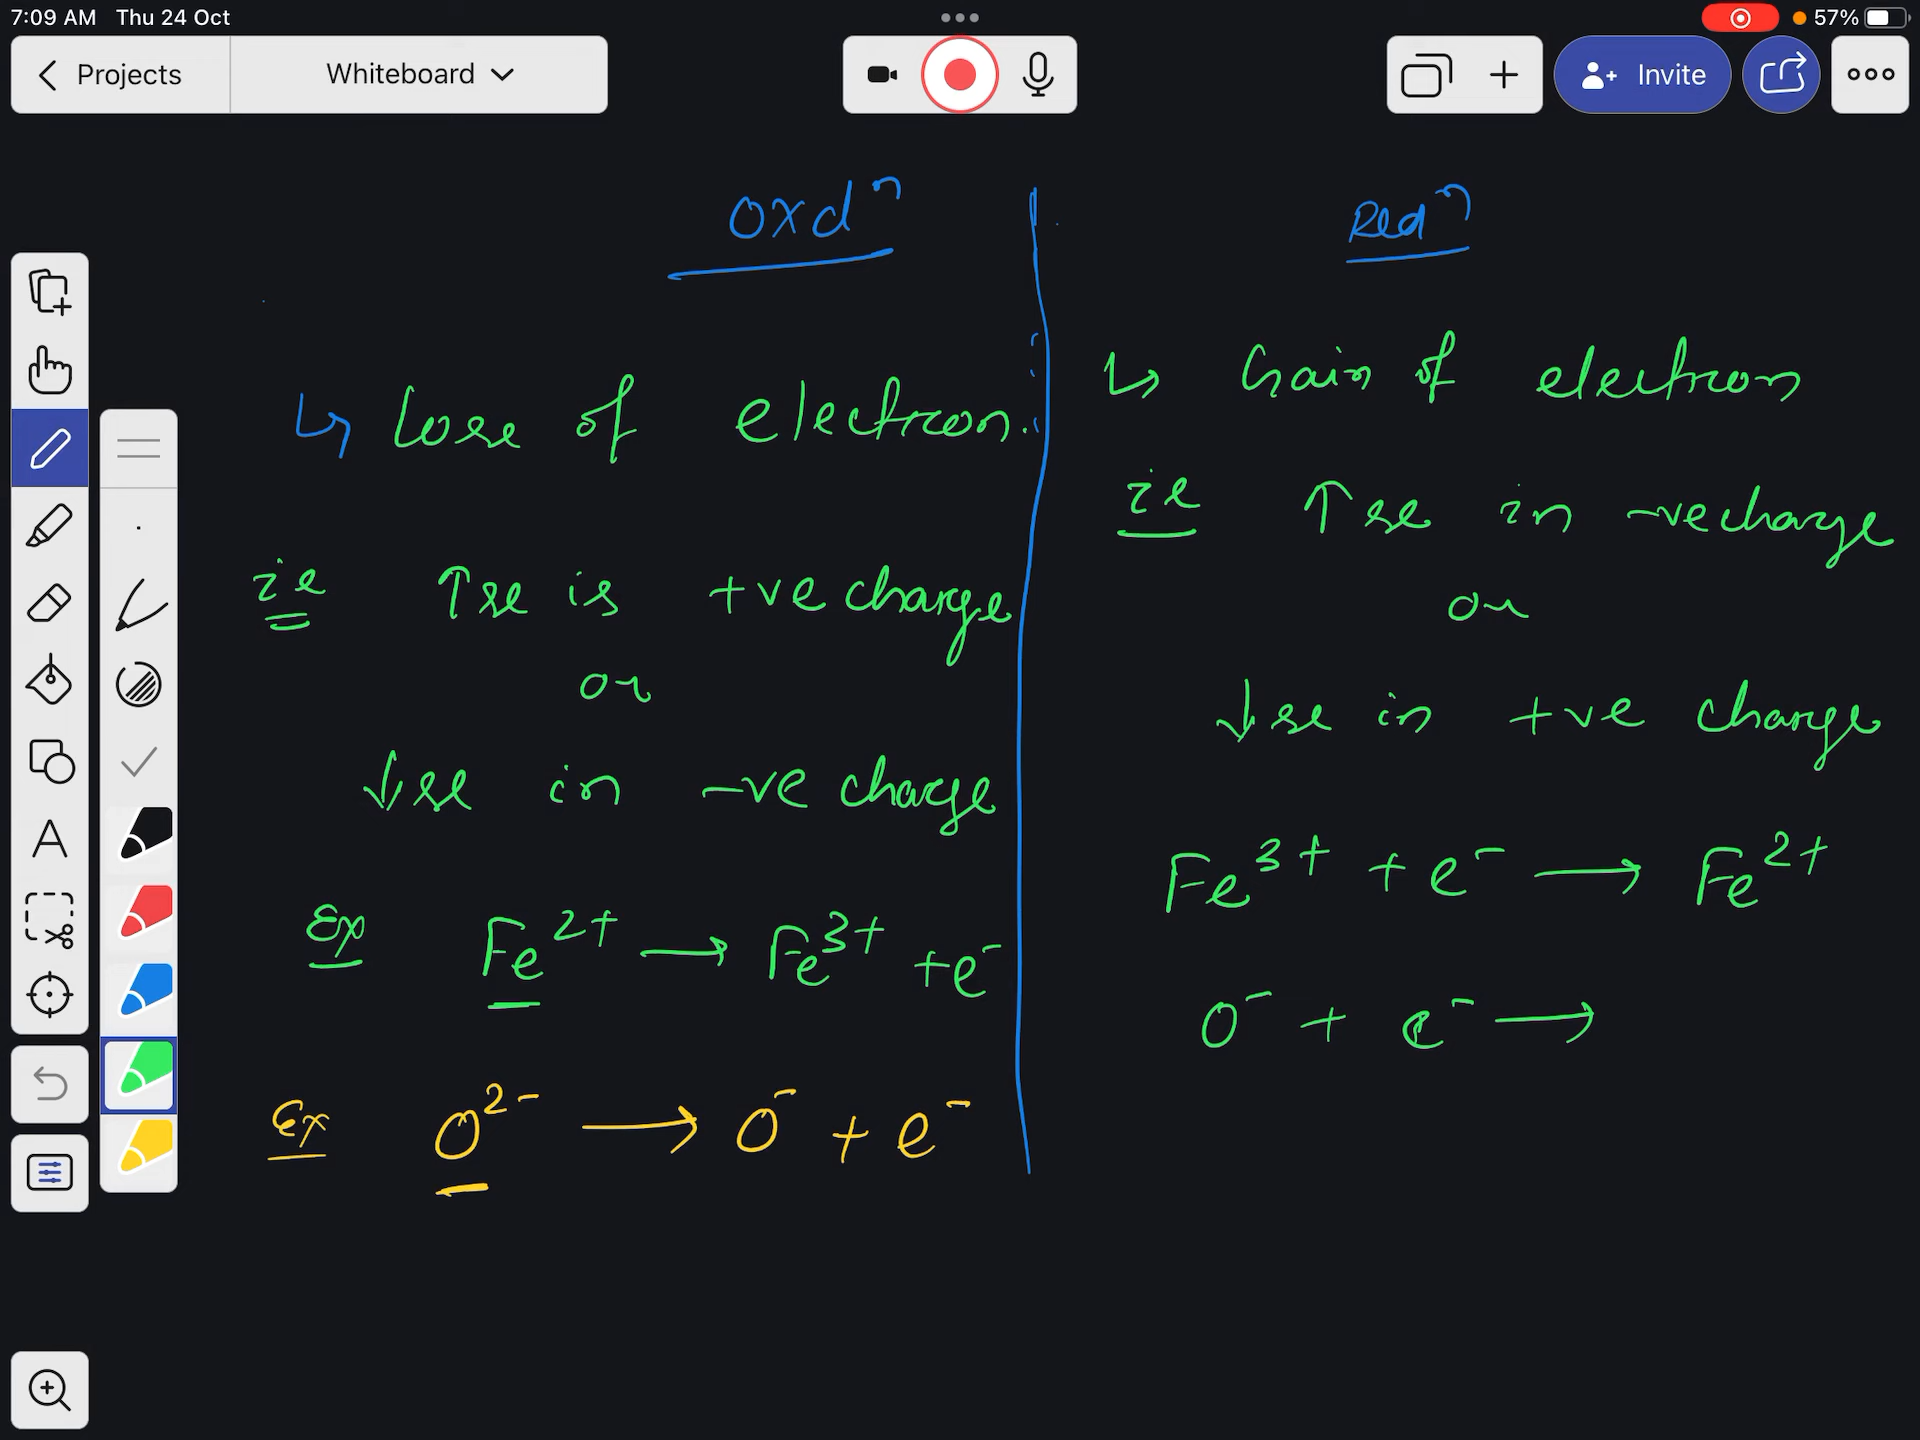 7:09 AM Thu 24 Oct
57%
Projects
Whiteboard
Invite
oxdⁿ
↳ Loss of electron.
ie ↑se is +ve charge
or
↓se in -ve charge
Ex Fe²⁺ → Fe³⁺ + e⁻
Ex O²⁻ → O⁻ + e⁻
Redⁿ
↳ Gain of electron
ie ↑se in -ve charge
or
↓se in +ve charge
Fe³⁺ + e⁻ → Fe²⁺
O⁻ + e⁻ →